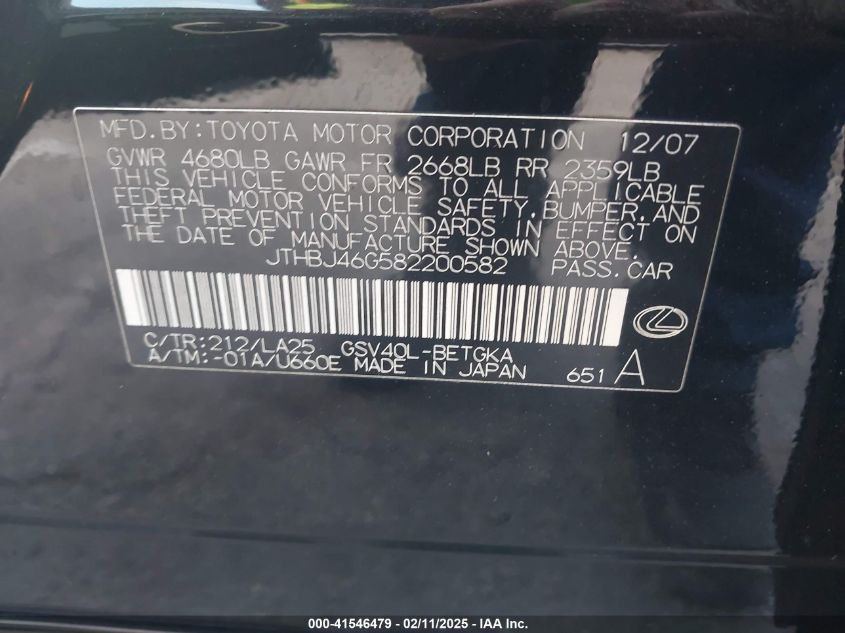 MFD.BY:TOYOTA MOTOR CORPORATION 12/07
GVWR 4680LB GAWR FR 2668LB RR 2359LB
THIS VEHICLE CONFORMS TO ALL APPLICABLE
FEDERAL MOTOR VEHICLE SAFETY,BUMPER,AND
THEFT PREVENTION STANDARDS IN EFFECT ON
THE DATE OF MANUFACTURE SHOWN ABOVE.
JTHBJ46G582200582 PASS.CAR
C/TR:212/LA25 GSV40L-BETGKA
A/TM:-01A/U660E MADE IN JAPAN 651 A
000-41546479 - 02/11/2025 - IAA Inc.